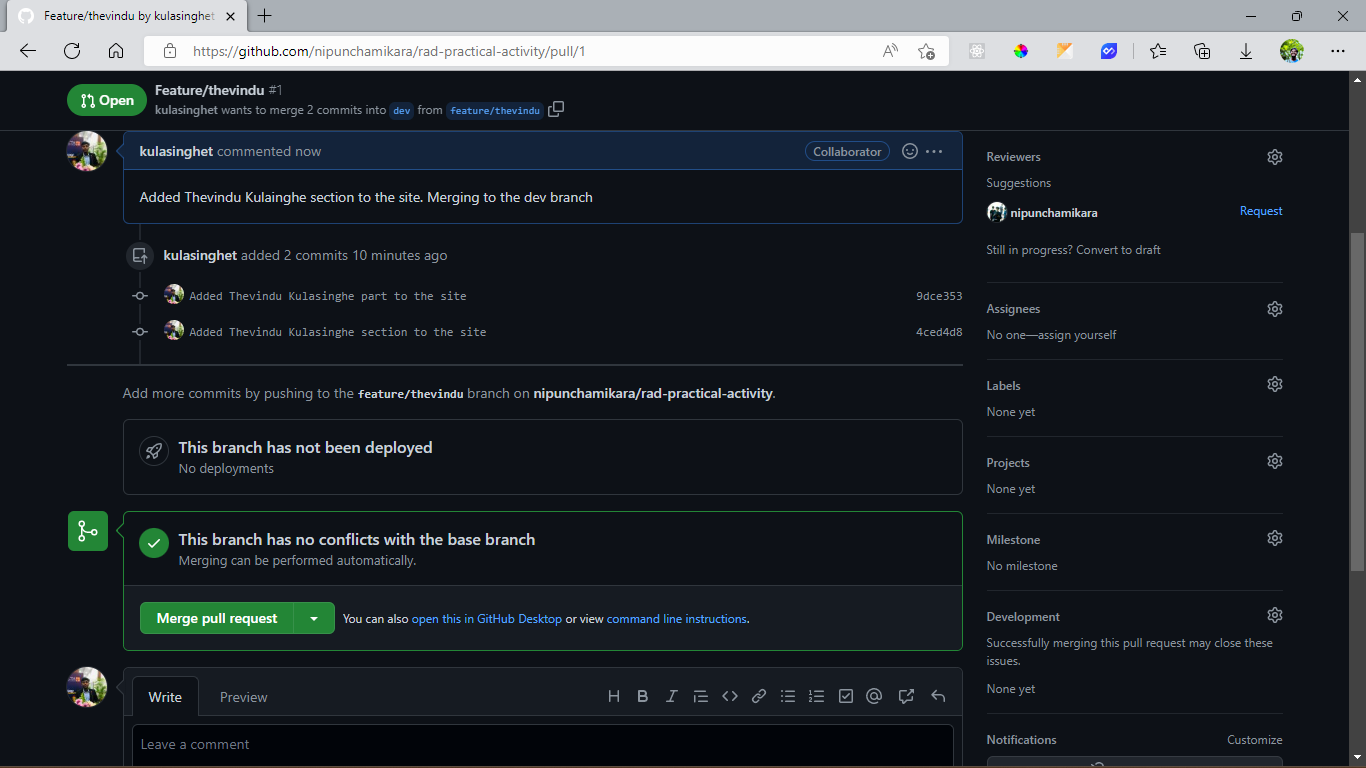 Feature/thevindu by kulasinghet
https://github.com/nipunchamikara/rad-practical-activity/pull/1
Open
Feature/thevindu #1
kulasinghet wants to merge 2 commits into dev from feature/thevindu
kulasinghet commented now
Collaborator
Added Thevindu Kulainghe section to the site. Merging to the dev branch
kulasinghet added 2 commits 10 minutes ago
Added Thevindu Kulasinghe part to the site 9dce353
Added Thevindu Kulasinghe section to the site 4ced4d8
Add more commits by pushing to the feature/thevindu branch on nipunchamikara/rad-practical-activity.
This branch has not been deployed
No deployments
This branch has no conflicts with the base branch
Merging can be performed automatically.
Merge pull request
You can also open this in GitHub Desktop or view command line instructions.
Write
Preview
Leave a comment
Reviewers
Suggestions
nipunchamikara
Request
Still in progress? Convert to draft
Assignees
No one—assign yourself
Labels
None yet
Projects
None yet
Milestone
No milestone
Development
Successfully merging this pull request may close these
issues.
None yet
Notifications
Customize